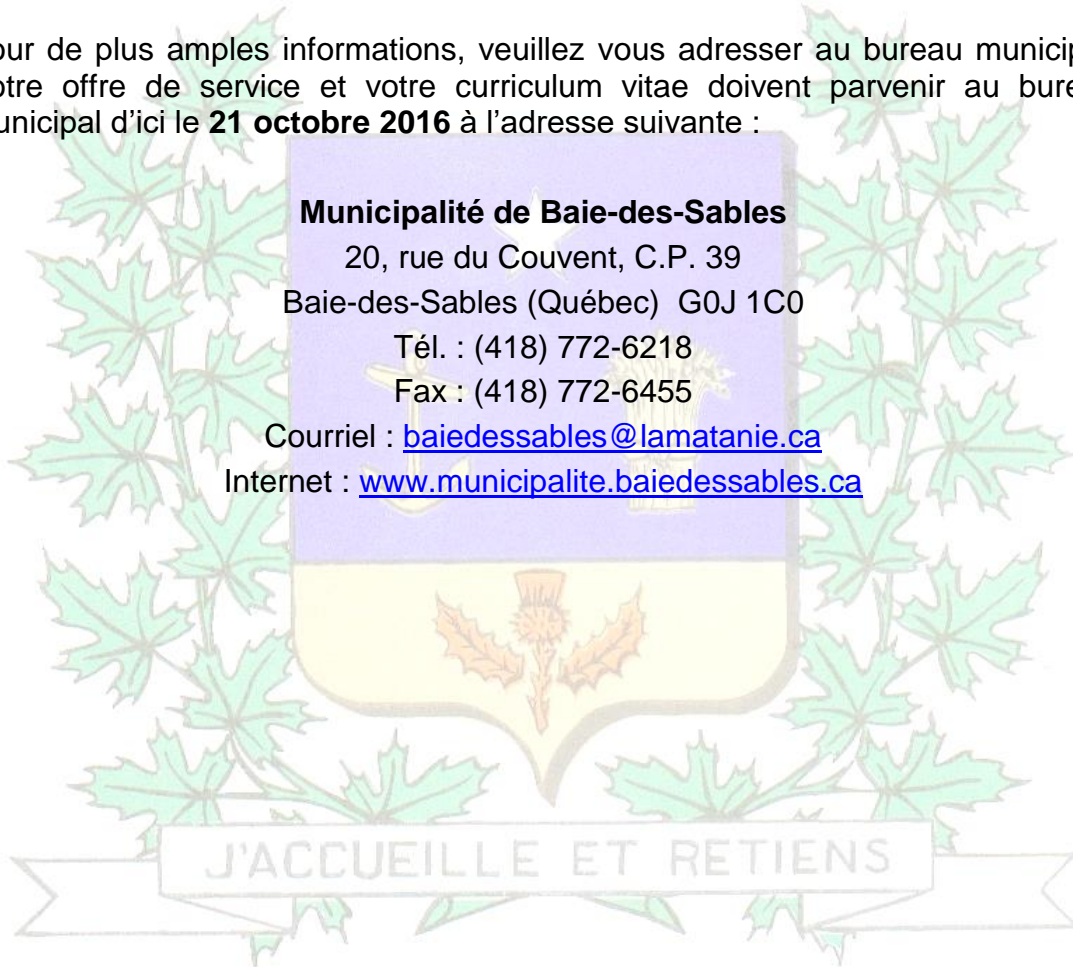 our de plus amples informations, veuillez vous adresser au bureau municip
otre offre de service et votre curriculum vitae doivent parvenir au bure
unicipal d'ici le 21 octobre 2016 à l'adresse suivante :
Municipalité de Baie-des-Sables
20, rue du Couvent, C.P. 39
Baie-des-Sables (Québec) G0J 1C0
Tél. : (418) 772-6218
Fax : (418) 772-6455
Courriel : baiedessables@lamatanie.ca
Internet : www.municipalite.baiedessables.ca
J'ACCUEILLE ET RETIENS